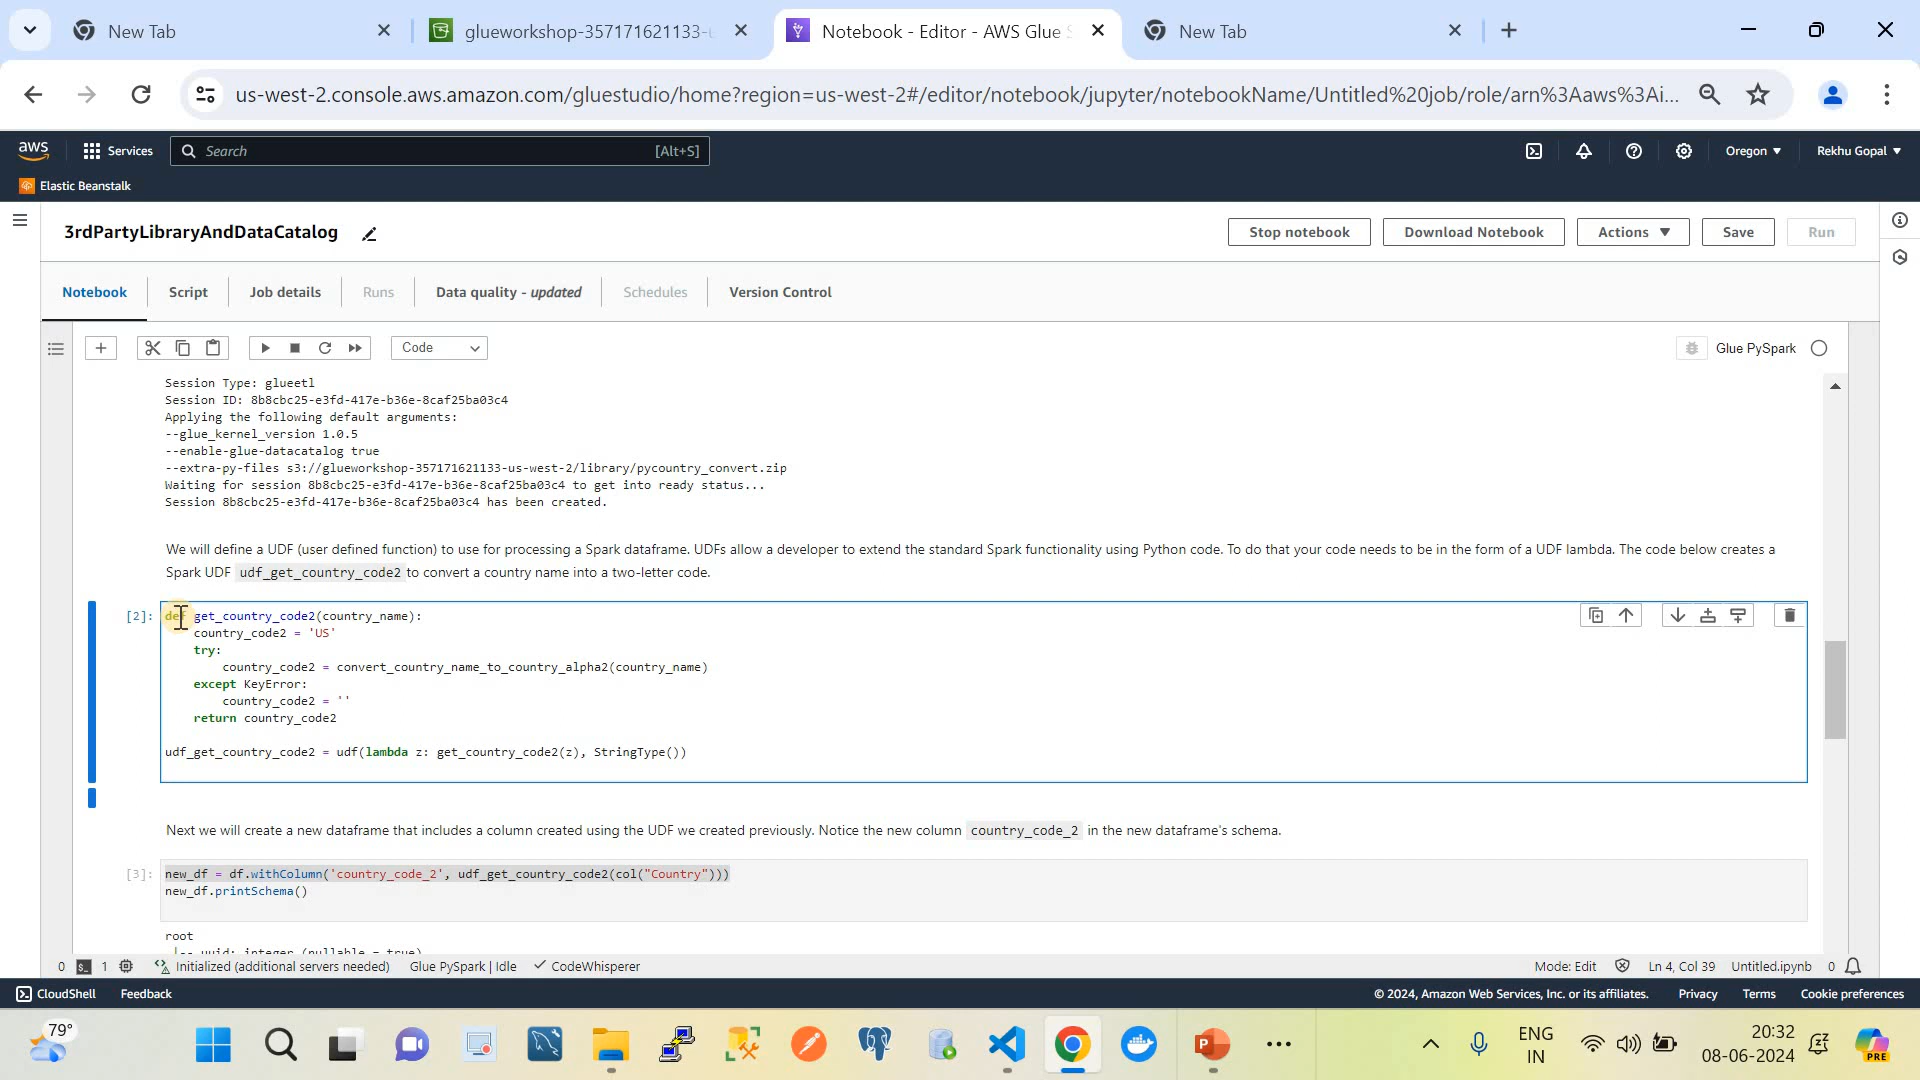 New Tab
glueworkshop-357171621133-u
Notebook - Editor - AWS Glue S
New Tab
us-west-2.console.aws.amazon.com/gluestudio/home?region=us-west-2#/editor/notebook/jupyter/notebookName/Untitled%20job/role/arn%3Aaws%3Ai...
aws
Services
Search
[Alt+S]
Oregon
Rekhu Gopal
Elastic Beanstalk
3rdPartyLibraryAndDataCatalog
Stop notebook
Download Notebook
Actions
Save
Run
Notebook
Script
Job details
Runs
Data quality - updated
Schedules
Version Control
Code
Glue PySpark
Session Type: glueetl
Session ID: 8b8cbc25-e3fd-417e-b36e-8caf25ba03c4
Applying the following default arguments:
--glue_kernel_version 1.0.5
--enable-glue-datacatalog true
--extra-py-files s3://glueworkshop-357171621133-us-west-2/library/pycountry_convert.zip
Waiting for session 8b8cbc25-e3fd-417e-b36e-8caf25ba03c4 to get into ready status...
Session 8b8cbc25-e3fd-417e-b36e-8caf25ba03c4 has been created.
We will define a UDF (user defined function) to use for processing a Spark dataframe. UDFs allow a developer to extend the standard Spark functionality using Python code. To do that your code needs to be in the form of a UDF lambda. The code below creates a
Spark UDF udf_get_country_code2 to convert a country name into a two-letter code.
[2]: def get_country_code2(country_name):
country_code2 = 'US'
try:
country_code2 = convert_country_name_to_country_alpha2(country_name)
except KeyError:
country_code2 = ''
return country_code2
udf_get_country_code2 = udf(lambda z: get_country_code2(z), StringType())
Next we will create a new dataframe that includes a column created using the UDF we created previously. Notice the new column country_code_2 in the new dataframe's schema.
[3]: new_df = df.withColumn('country_code_2', udf_get_country_code2(col("Country")))
new_df.printSchema()
root
|-- uuid: integer (nullable = true)
0
1
Initialized (additional servers needed)
Glue PySpark | Idle
CodeWhisperer
Mode: Edit
Ln 4, Col 39
Untitled.ipynb
0
CloudShell
Feedback
© 2024, Amazon Web Services, Inc. or its affiliates.
Privacy
Terms
Cookie preferences
79°
ENG
IN
20:32
08-06-2024
PRE